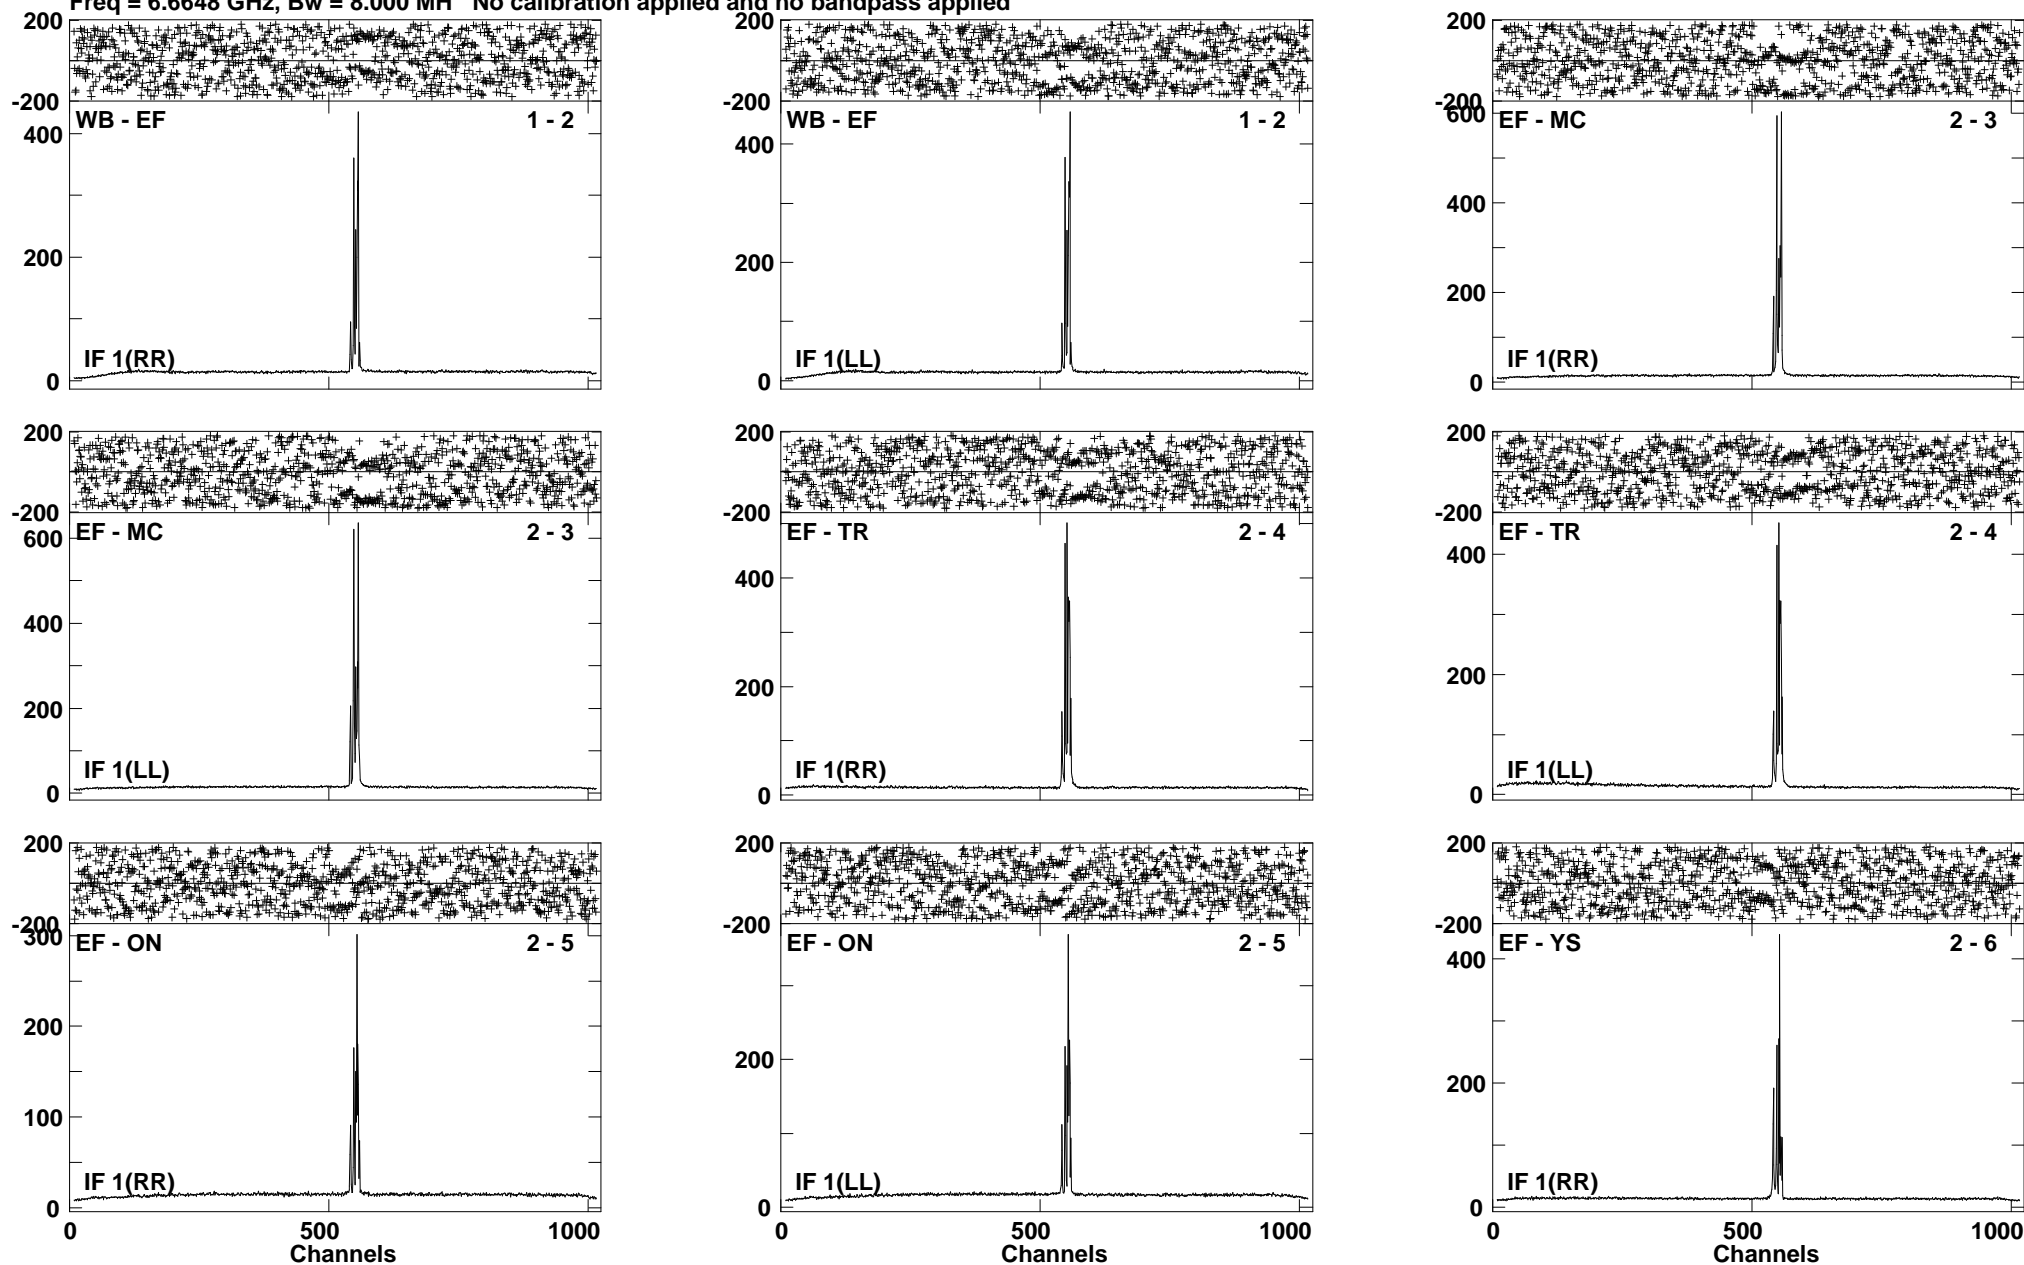 Freq = 6.6648 GHz, Bw = 8.000 MH No calibration applied and no bandpass applied
200
-200
WB - EF 1 - 2
400
200
0
IF 1(RR)
200
-200
WB - EF 1 - 2
400
200
0
IF 1(LL)
200
-200
600
EF - MC 2 - 3
400
200
0
IF 1(RR)
200
-200
EF - MC 2 - 3
600
400
200
0
IF 1(LL)
200
-200
EF - TR 2 - 4
400
200
0
IF 1(RR)
200
-200
EF - TR 2 - 4
400
200
0
IF 1(LL)
200
-200
300
EF - ON 2 - 5
200
100
0
IF 1(RR)
0 500 1000
Channels
200
-200
EF - ON 2 - 5
200
0
IF 1(LL)
0 500 1000
Channels
200
-200
EF - YS 2 - 6
400
200
0
IF 1(RR)
0 500 1000
Channels